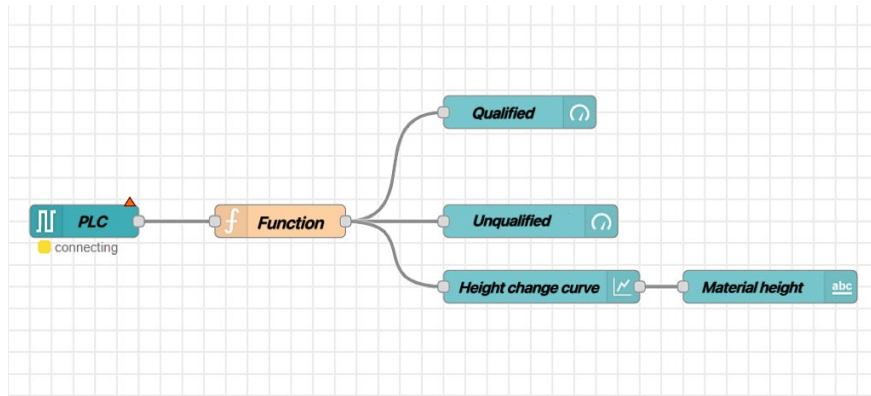 Qualified
PLC
Function
Unqualified
connecting
Height change curve
Material height
abc